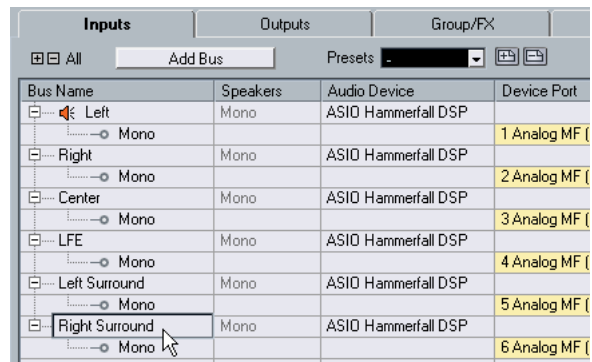 Inputs Outputs Group/FX
All Add Bus Presets -
Bus Name Speakers Audio Device Device Port
Left Mono ASIO Hammerfall DSP
Mono 1 Analog MF (
Right Mono ASIO Hammerfall DSP
Mono 2 Analog MF (
Center Mono ASIO Hammerfall DSP
Mono 3 Analog MF (
LFE Mono ASIO Hammerfall DSP
Mono 4 Analog MF (
Left Surround Mono ASIO Hammerfall DSP
Mono 5 Analog MF (
Right Surround Mono ASIO Hammerfall DSP
Mono 6 Analog MF (